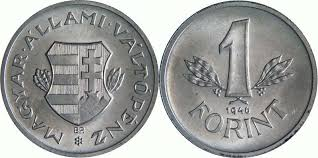 MAGYAR·ÁLLAMI·VÁLTÓPÉNZ
BP
1
1946
FORINT